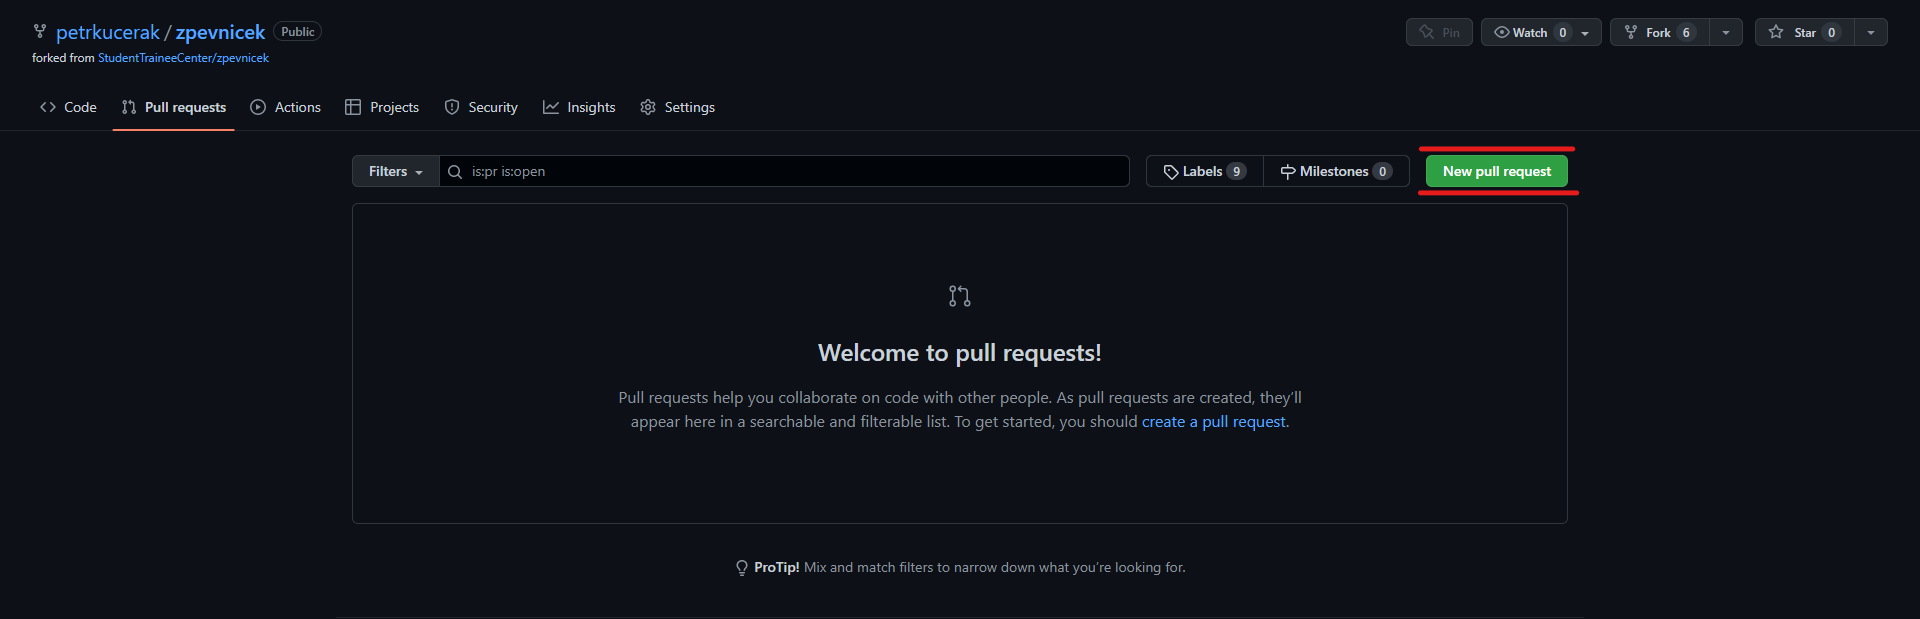 petrkucerak / zpevnicek Public
Pin Watch 0 Fork 6 Star 0
forked from StudentTraineeCenter/zpevnicek
Code Pull requests Actions Projects Security Insights Settings
Filters is:pr is:open Labels 9 Milestones 0 New pull request
Welcome to pull requests!
Pull requests help you collaborate on code with other people. As pull requests are created, they’ll
appear here in a searchable and filterable list. To get started, you should create a pull request.
ProTip! Mix and match filters to narrow down what you’re looking for.